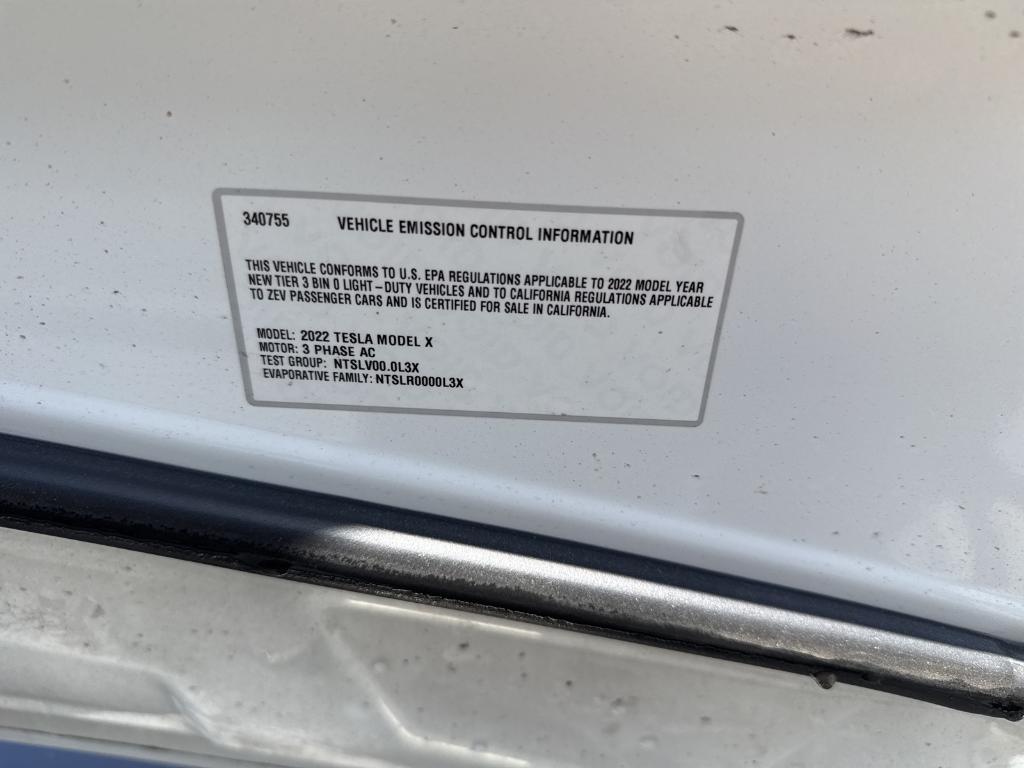 340755 VEHICLE EMISSION CONTROL INFORMATION
THIS VEHICLE CONFORMS TO U.S. EPA REGULATIONS APPLICABLE TO 2022 MODEL YEAR
NEW TIER 3 BIN 0 LIGHT-DUTY VEHICLES AND TO CALIFORNIA REGULATIONS APPLICABLE
TO ZEV PASSENGER CARS AND IS CERTIFIED FOR SALE IN CALIFORNIA.
MODEL: 2022 TESLA MODEL X
MOTOR: 3 PHASE AC
TEST GROUP: NTSLV00.0L3X
EVAPORATIVE FAMILY: NTSLR0000L3X